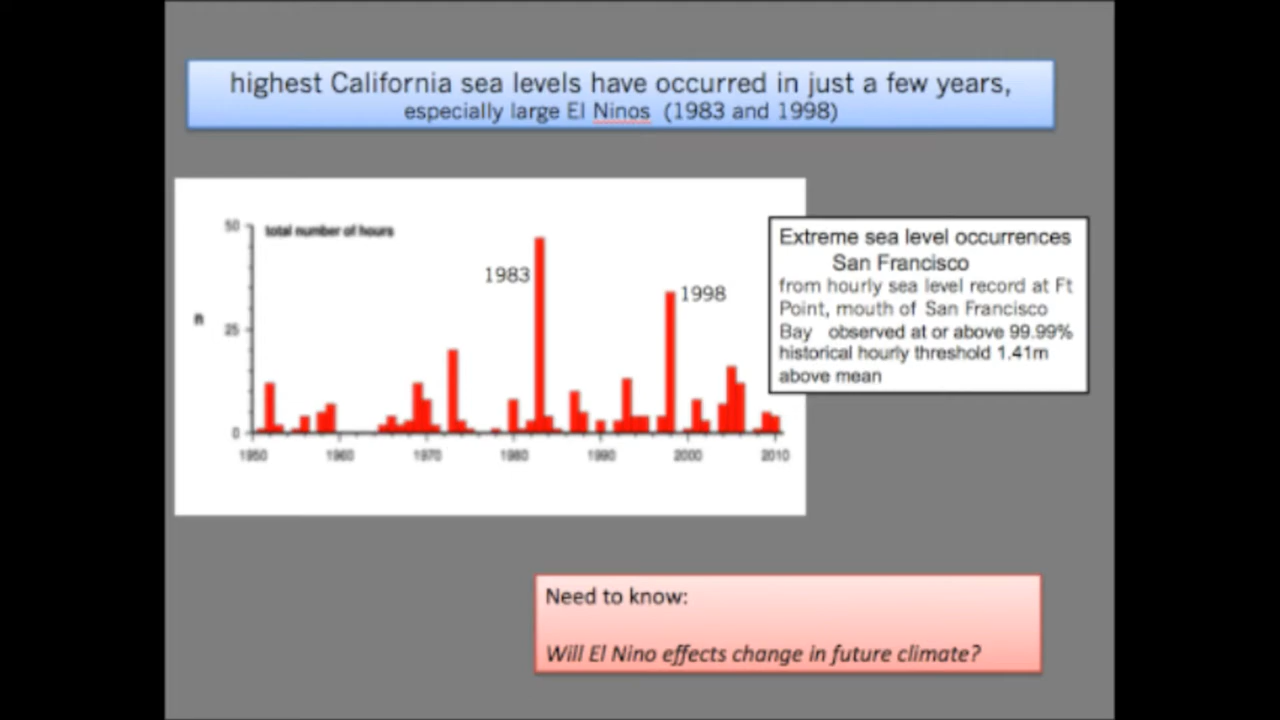 highest California sea levels have occurred in just a few years,
especially large El Ninos (1983 and 1998)
50
total number of hours
1983
1998
n
25
0
1950
1960
1970
1980
1990
2000
2010
Extreme sea level occurrences
San Francisco
from hourly sea level record at Ft
Point, mouth of San Francisco
Bay observed at or above 99.99%
historical hourly threshold 1.41m
above mean
Need to know:
Will El Nino effects change in future climate?